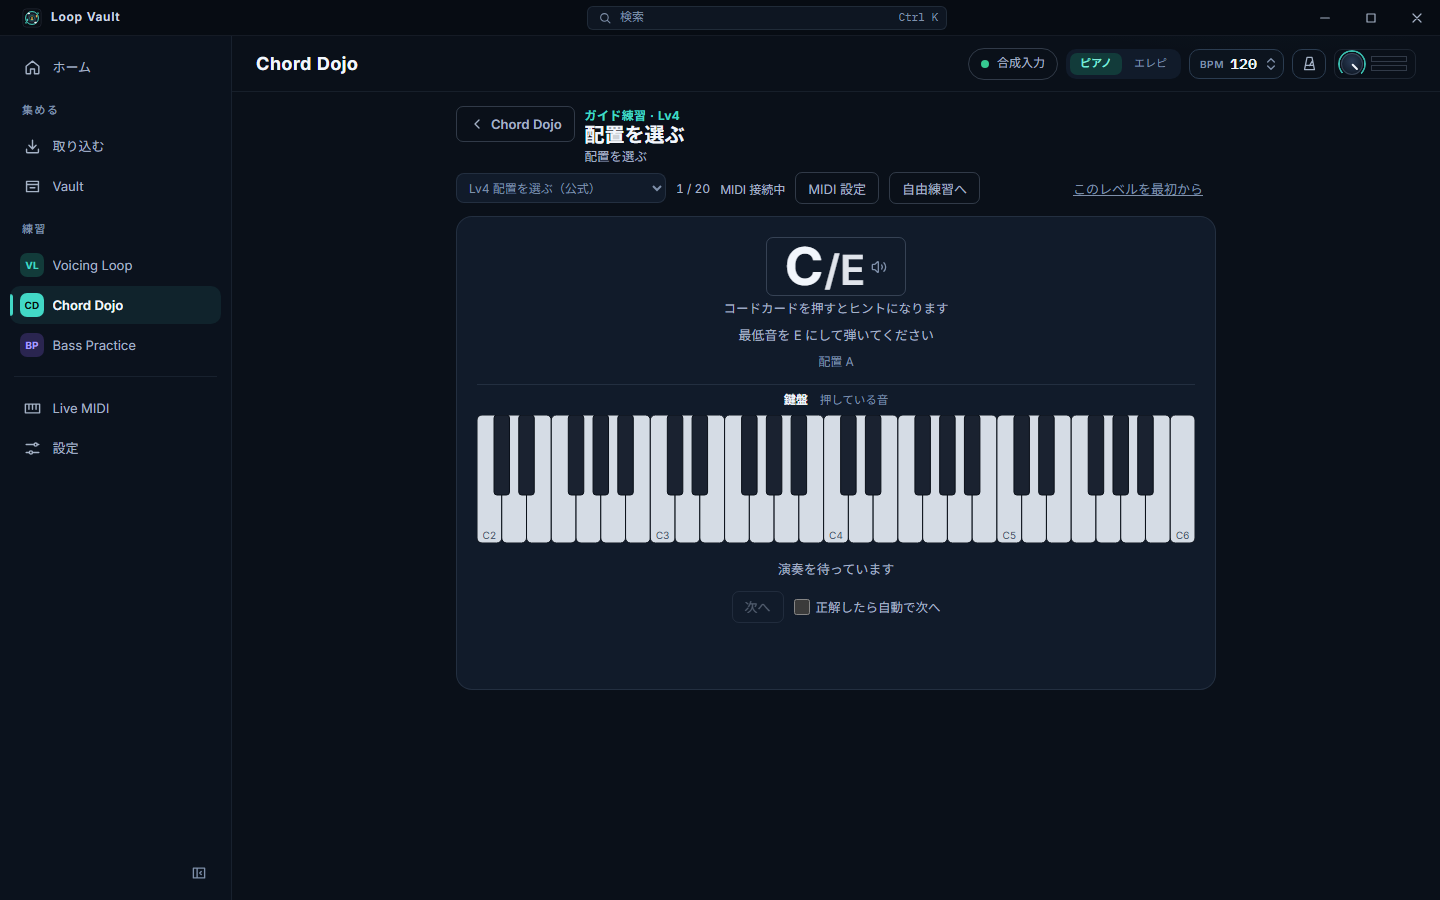 Loop Vault
検索
Ctrl K
ホーム
集める
取り込む
Vault
練習
VL Voicing Loop
CD Chord Dojo
BP Bass Practice
Live MIDI
設定
Chord Dojo
合成入力
ピアノ
エレピ
BPM 120
Chord Dojo
ガイド練習 · Lv4
配置を選ぶ
配置を選ぶ
Lv4 配置を選ぶ（公式）
1 / 20
MIDI 接続中
MIDI 設定
自由練習へ
このレベルを最初から
C/E
コードカードを押すとヒントになります
最低音を E にして弾いてください
配置 A
鍵盤 押している音
C2 C3 C4 C5 C6
演奏を待っています
次へ
正解したら自動で次へ